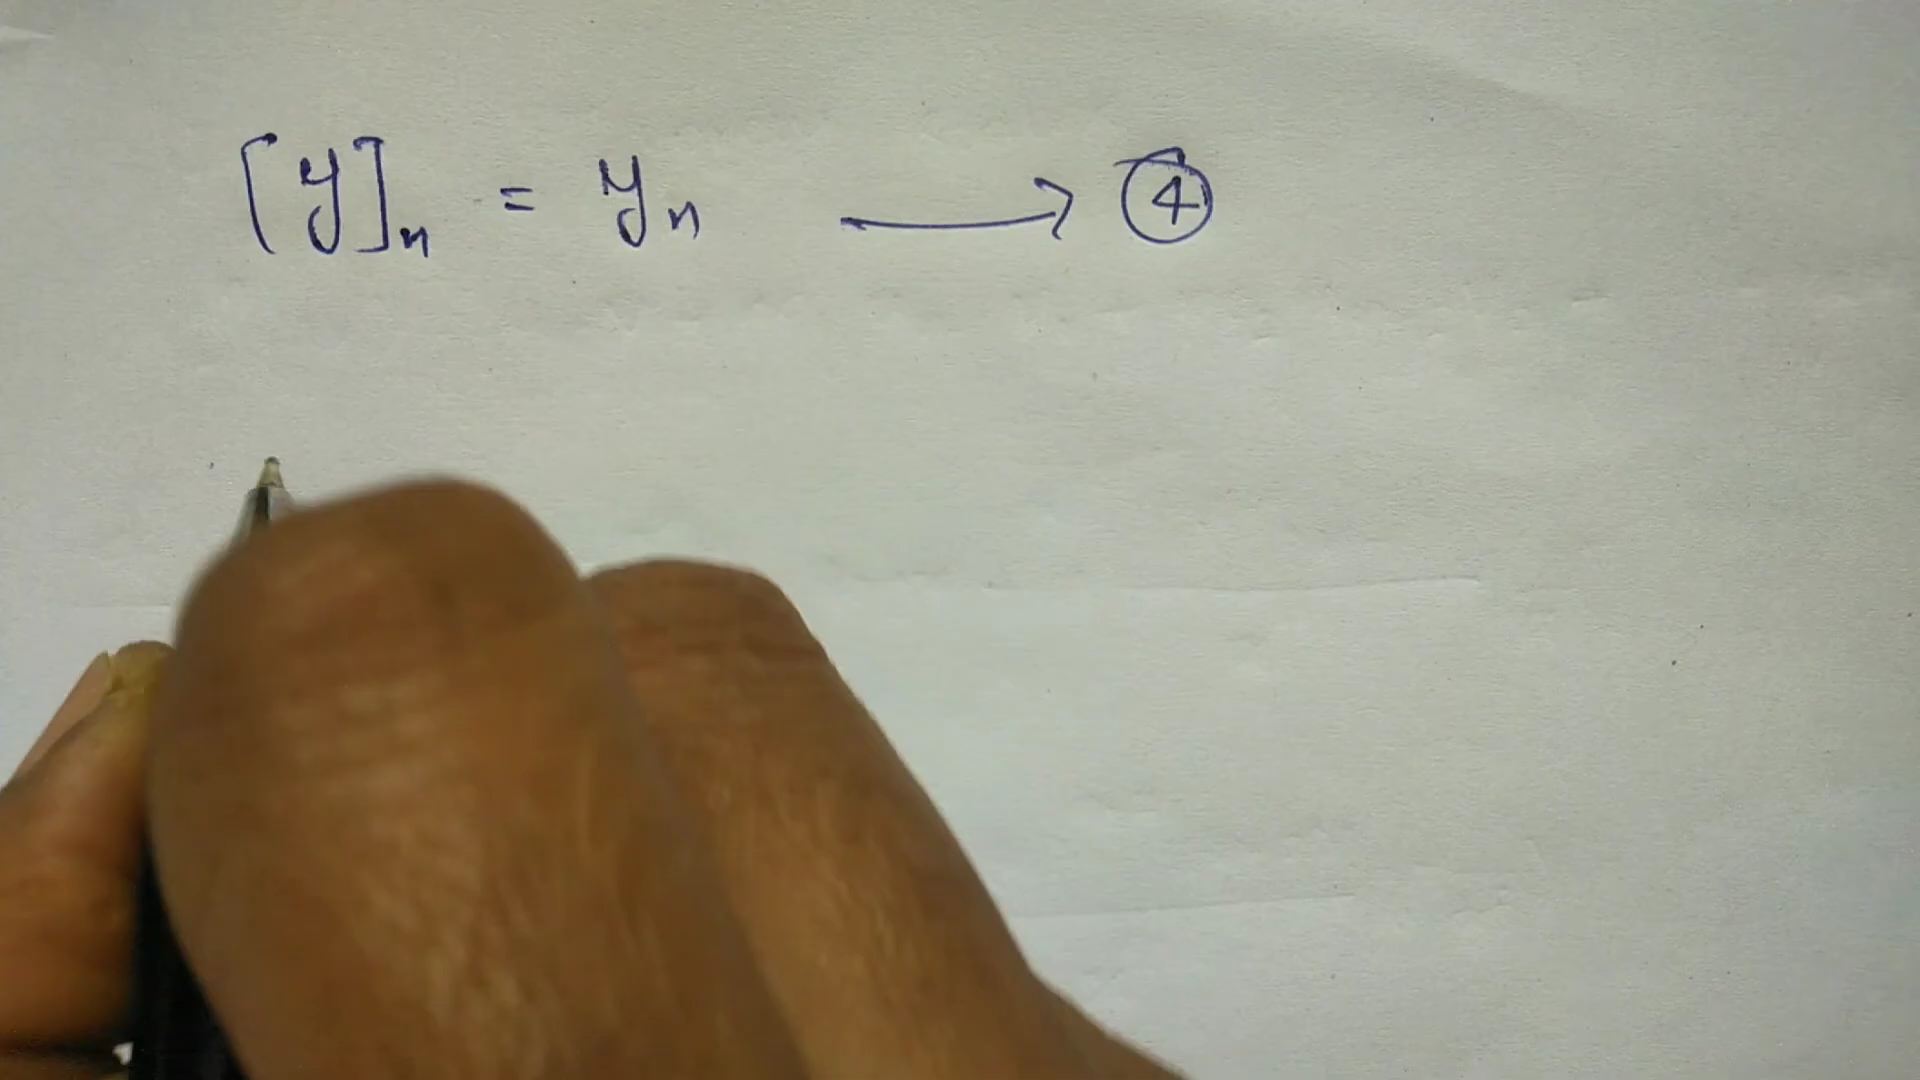 [y]ₙ = yₙ ⟶ ④